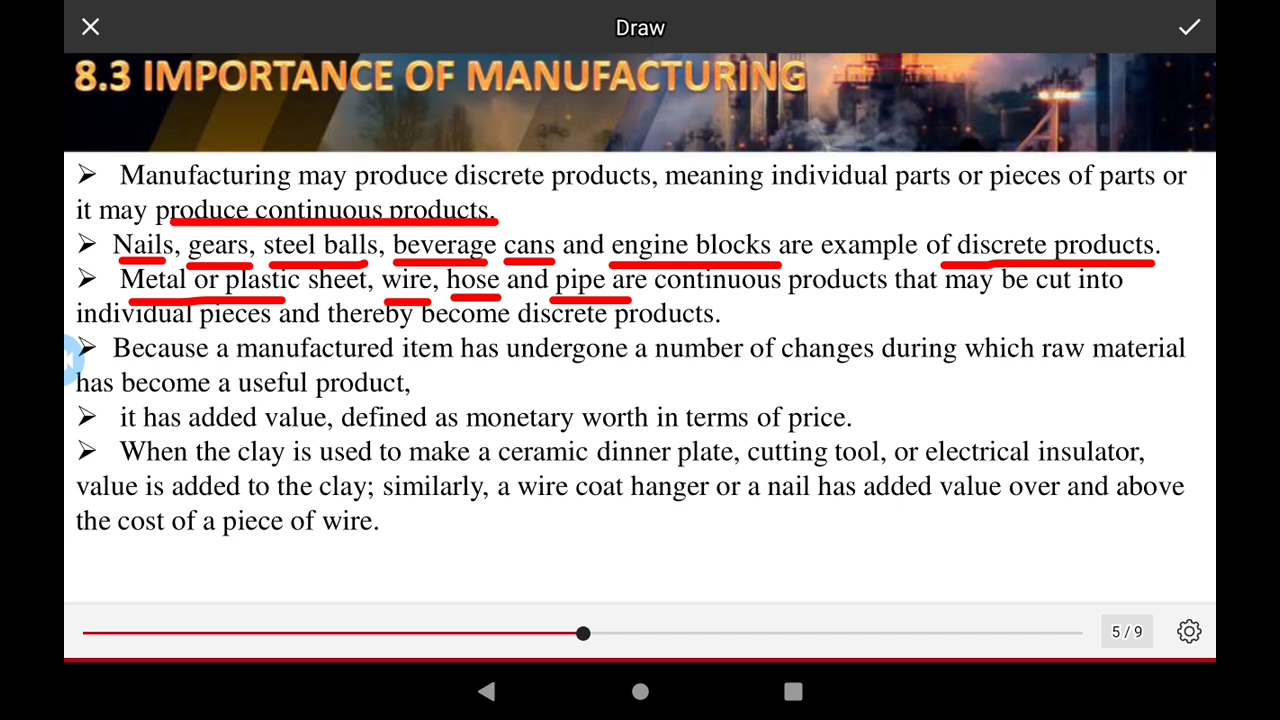 Draw
8.3 IMPORTANCE OF MANUFACTURING
➢ Manufacturing may produce discrete products, meaning individual parts or pieces of parts or
it may produce continuous products.
➢ Nails, gears, steel balls, beverage cans and engine blocks are example of discrete products.
➢ Metal or plastic sheet, wire, hose and pipe are continuous products that may be cut into
individual pieces and thereby become discrete products.
➢ Because a manufactured item has undergone a number of changes during which raw material
has become a useful product,
➢ it has added value, defined as monetary worth in terms of price.
➢ When the clay is used to make a ceramic dinner plate, cutting tool, or electrical insulator,
value is added to the clay; similarly, a wire coat hanger or a nail has added value over and above
the cost of a piece of wire.
5 / 9